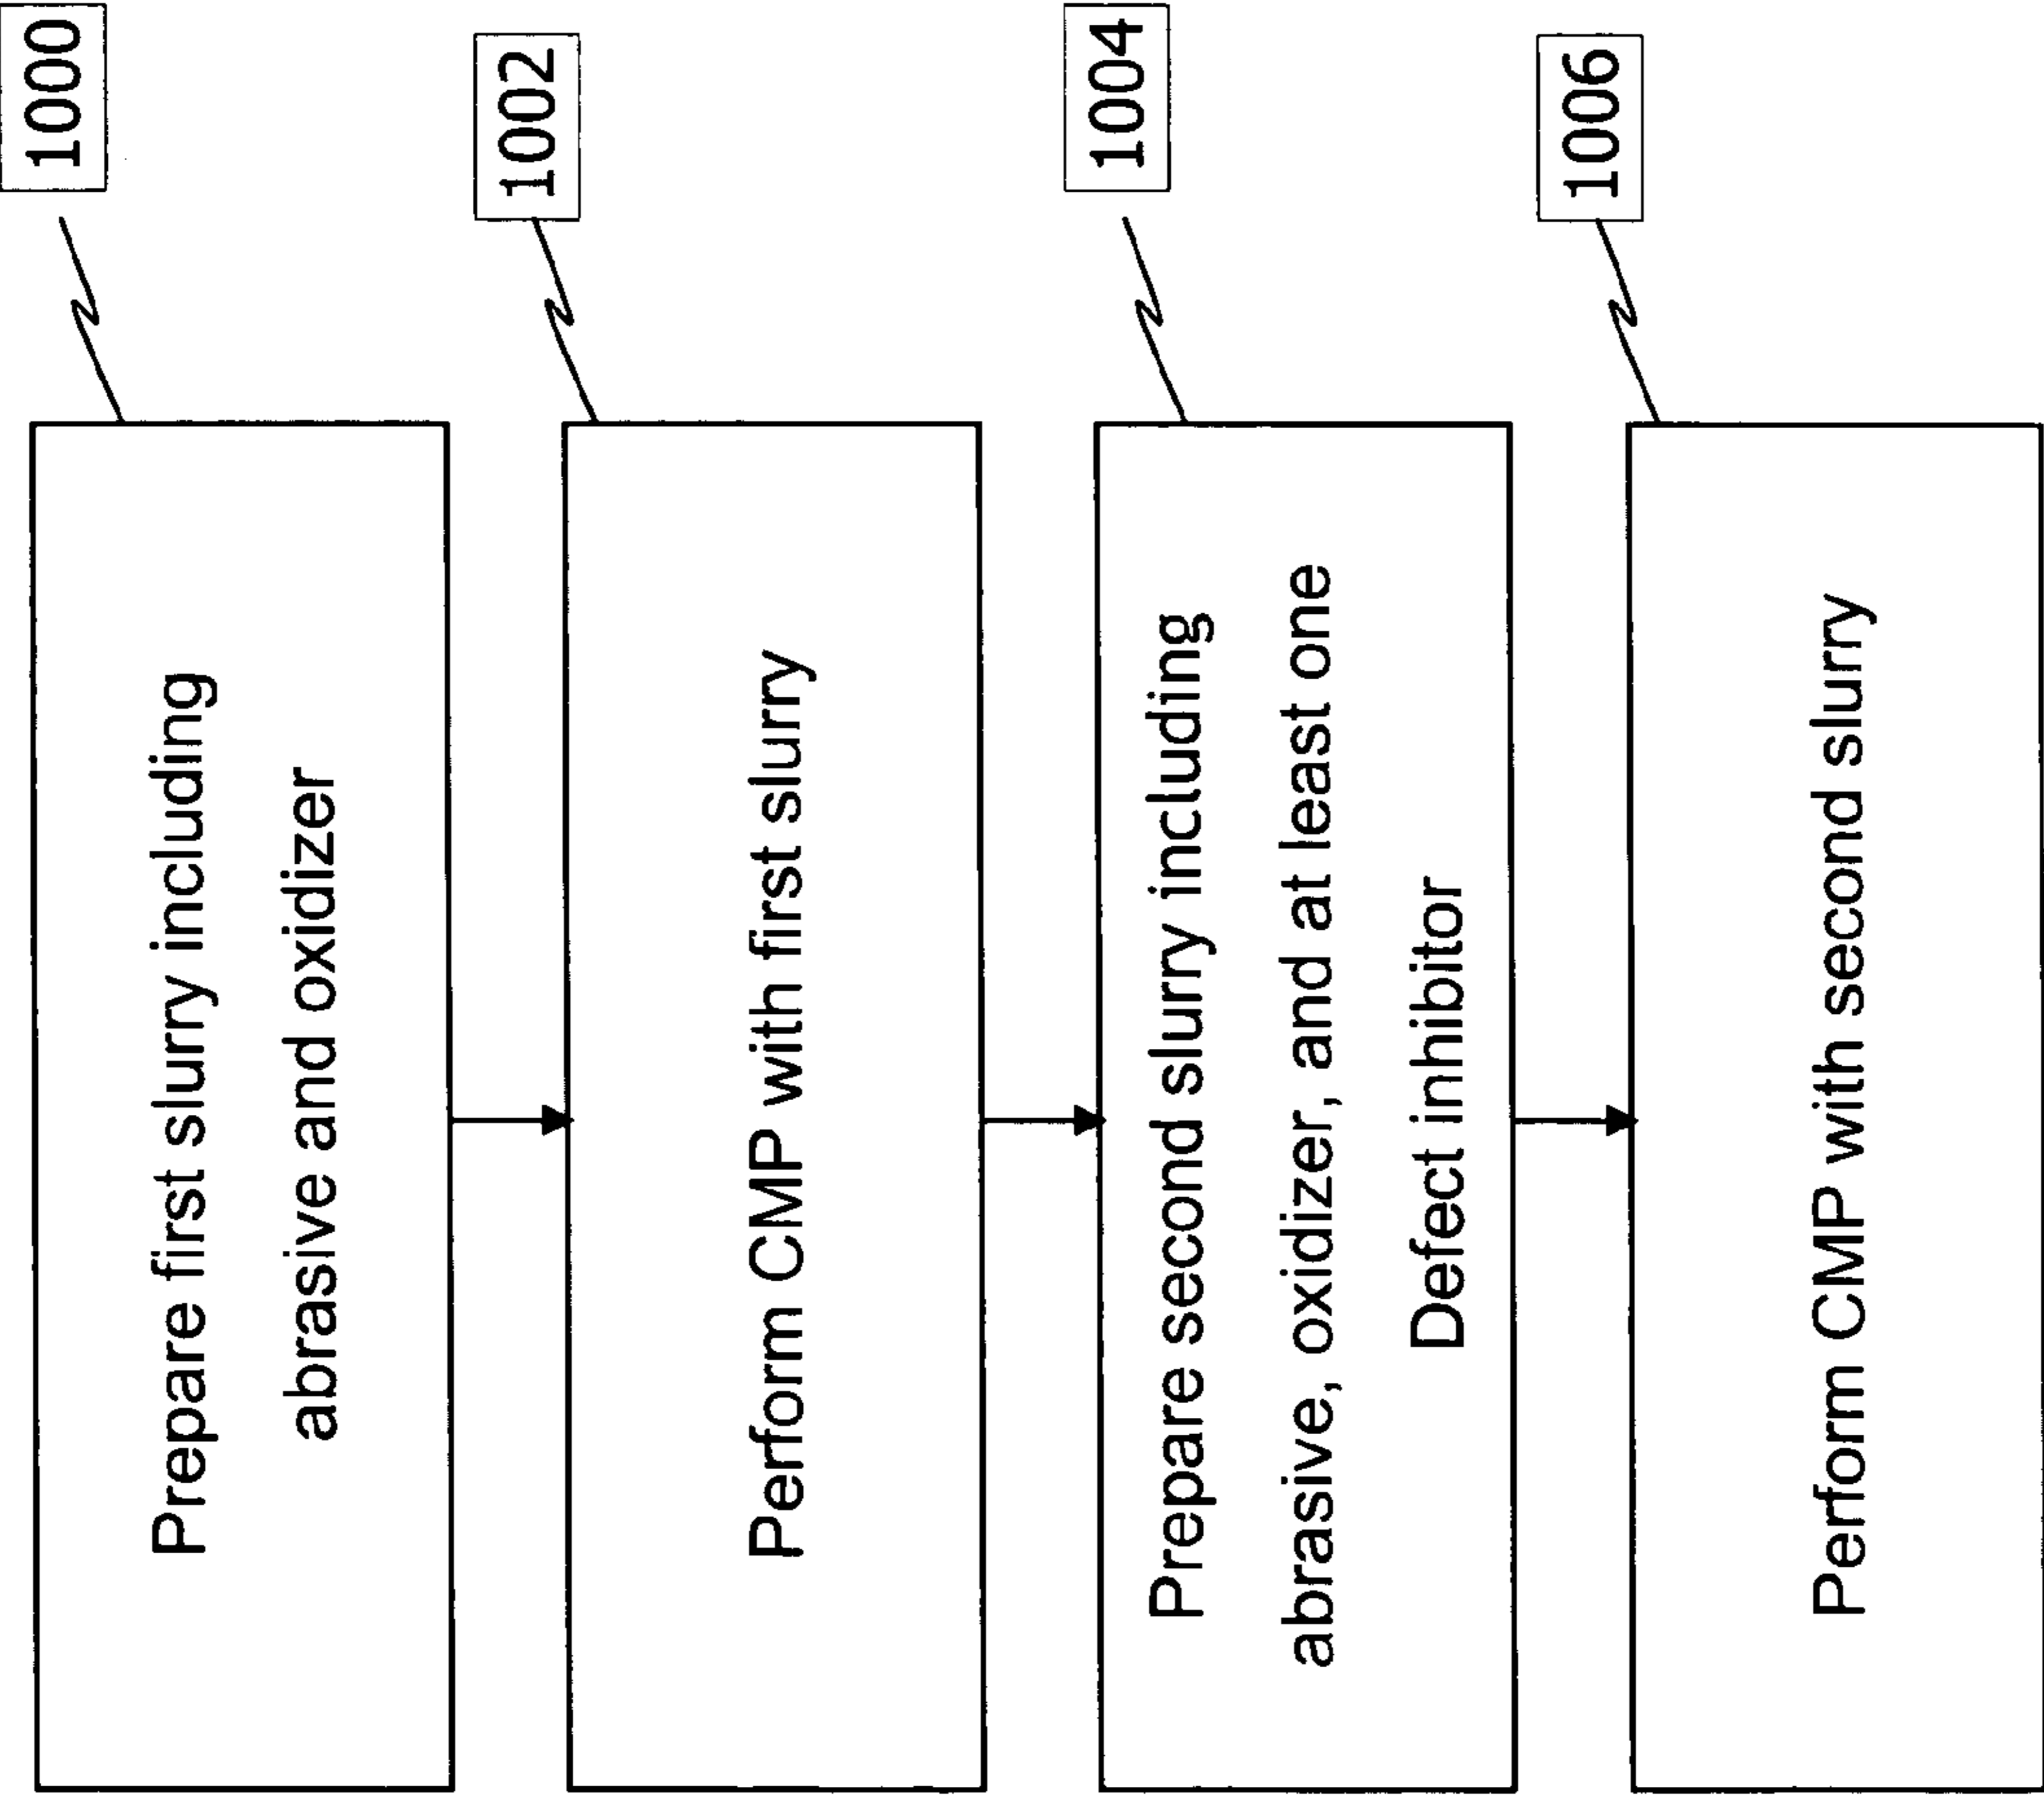 Prepare first slurry including
abrasive and oxidizer
1000
Perform CMP with first slurry
1002
Prepare second slurry including
abrasive, oxidizer, and at least one
Defect inhibitor
1004
Perform CMP with second slurry
1006